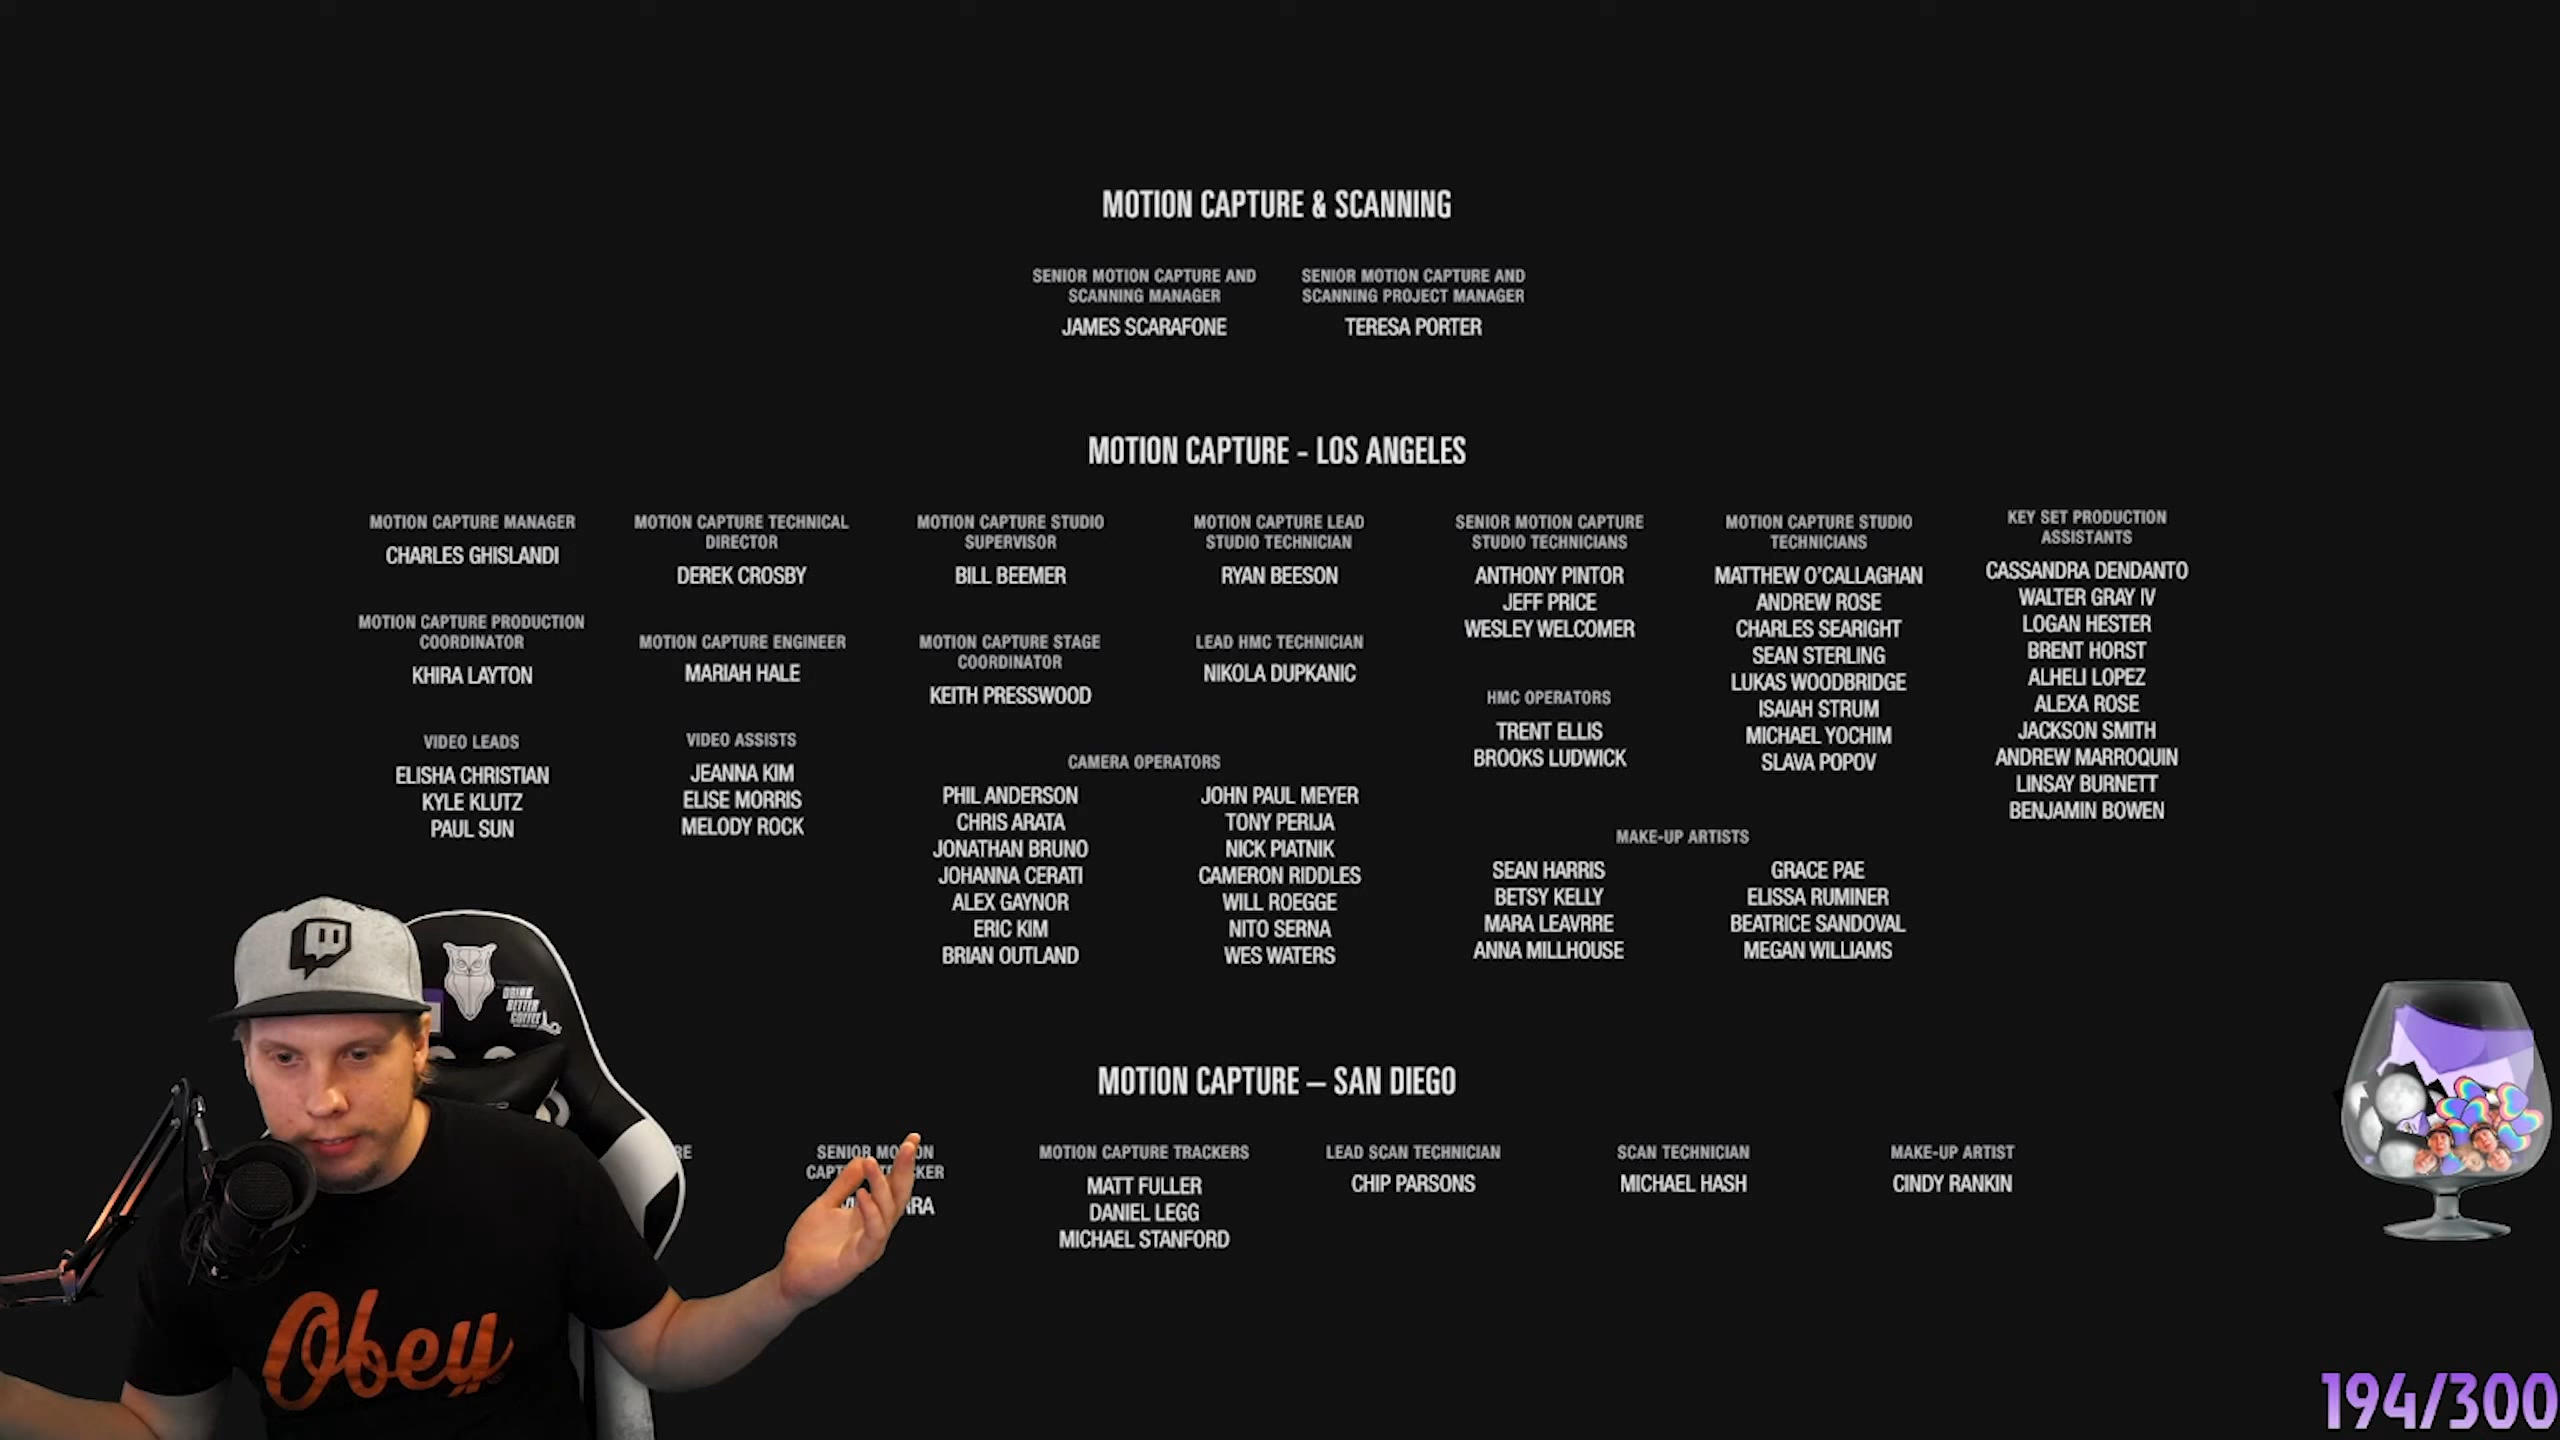 MOTION CAPTURE & SCANNING
SENIOR MOTION CAPTURE AND
SCANNING MANAGER
JAMES SCARAFONE
SENIOR MOTION CAPTURE AND
SCANNING PROJECT MANAGER
TERESA PORTER
MOTION CAPTURE - LOS ANGELES
MOTION CAPTURE MANAGER
CHARLES GHISLANDI
MOTION CAPTURE PRODUCTION
COORDINATOR
KHIRA LAYTON
VIDEO LEADS
ELISHA CHRISTIAN
KYLE KLUTZ
PAUL SUN
MOTION CAPTURE TECHNICAL
DIRECTOR
DEREK CROSBY
MOTION CAPTURE ENGINEER
MARIAH HALE
VIDEO ASSISTS
JEANNA KIM
ELISE MORRIS
MELODY ROCK
MOTION CAPTURE STUDIO
SUPERVISOR
BILL BEEMER
MOTION CAPTURE STAGE
COORDINATOR
KEITH PRESSWOOD
MOTION CAPTURE LEAD
STUDIO TECHNICIAN
RYAN BEESON
LEAD HMC TECHNICIAN
NIKOLA DUPKANIC
CAMERA OPERATORS
PHIL ANDERSON
CHRIS ARATA
JONATHAN BRUNO
JOHANNA CERATI
ALEX GAYNOR
ERIC KIM
BRIAN OUTLAND
JOHN PAUL MEYER
TONY PERIJA
NICK PIATNIK
CAMERON RIDDLES
WILL ROEGGE
NITO SERNA
WES WATERS
SENIOR MOTION CAPTURE
STUDIO TECHNICIANS
ANTHONY PINTOR
JEFF PRICE
WESLEY WELCOMER
HMC OPERATORS
TRENT ELLIS
BROOKS LUDWICK
MOTION CAPTURE STUDIO
TECHNICIANS
MATTHEW O'CALLAGHAN
ANDREW ROSE
CHARLES SEARIGHT
SEAN STERLING
LUKAS WOODBRIDGE
ISAIAH STRUM
MICHAEL YOCHIM
SLAVA POPOV
MAKE-UP ARTISTS
SEAN HARRIS
BETSY KELLY
MARA LEAVRRE
ANNA MILLHOUSE
GRACE PAE
ELISSA RUMINER
BEATRICE SANDOVAL
MEGAN WILLIAMS
KEY SET PRODUCTION
ASSISTANTS
CASSANDRA DENDANTO
WALTER GRAY IV
LOGAN HESTER
BRENT HORST
ALHELI LOPEZ
ALEXA ROSE
JACKSON SMITH
ANDREW MARROQUIN
LINSAY BURNETT
BENJAMIN BOWEN
MOTION CAPTURE – SAN DIEGO
SENIOR
MOTION CAPTURE TRACKERS
MATT FULLER
DANIEL LEGG
MICHAEL STANFORD
LEAD SCAN TECHNICIAN
CHIP PARSONS
SCAN TECHNICIAN
MICHAEL HASH
MAKE-UP ARTIST
CINDY RANKIN
DRINK
BETTER
COFFEE
Obey
194/300